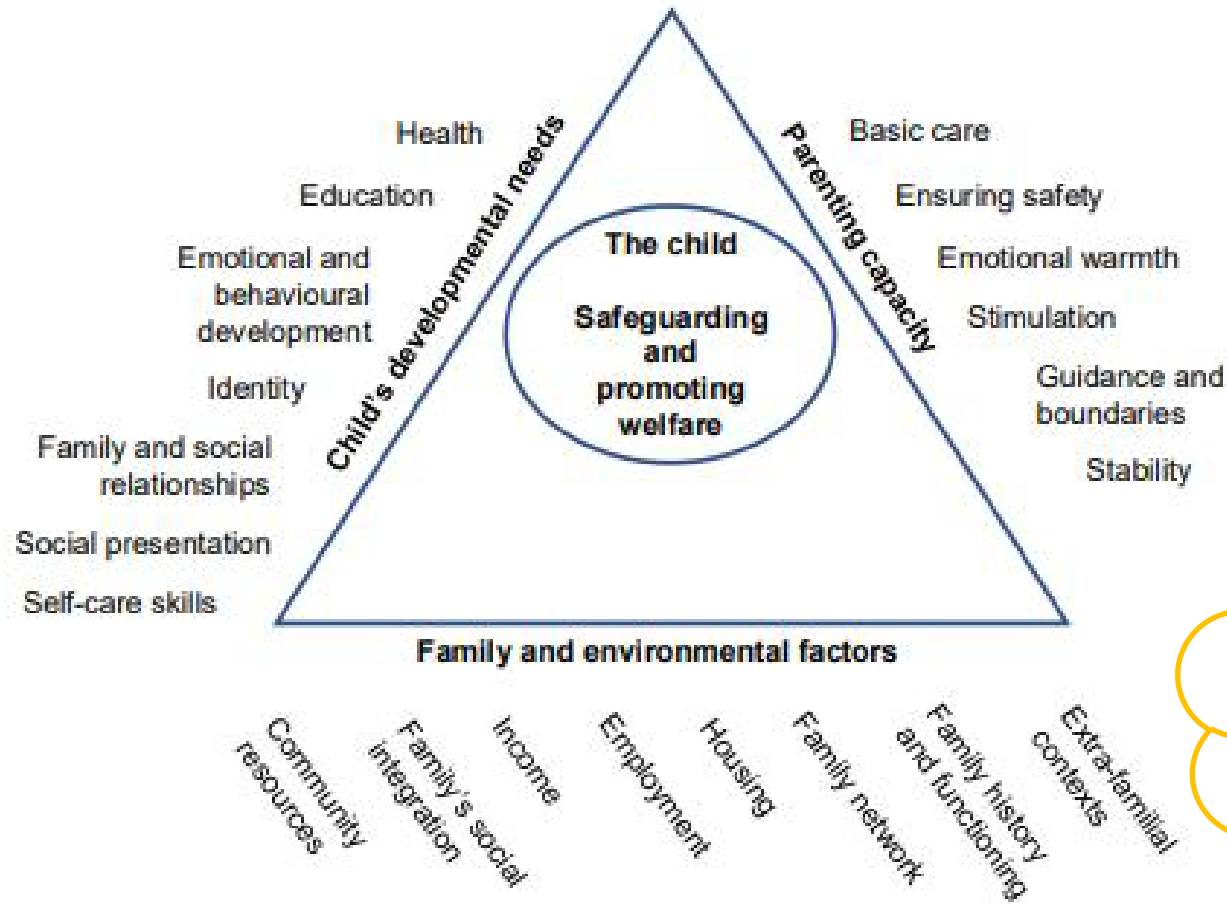 Health
Education
Emotional and
behavioural
development
Identity
Family and social
relationships
Social presentation
Self-care skills
Child's developmental needs
The child
Safeguarding
and
promoting
welfare
Parenting capacity
Basic care
Ensuring safety
Emotional warmth
Stimulation
Guidance and
boundaries
Stability
Family and environmental factors
Community
resources
Family's social
integration
Income
Employment
Housing
Family network
Family history
and functioning
Extra-familial
contexts